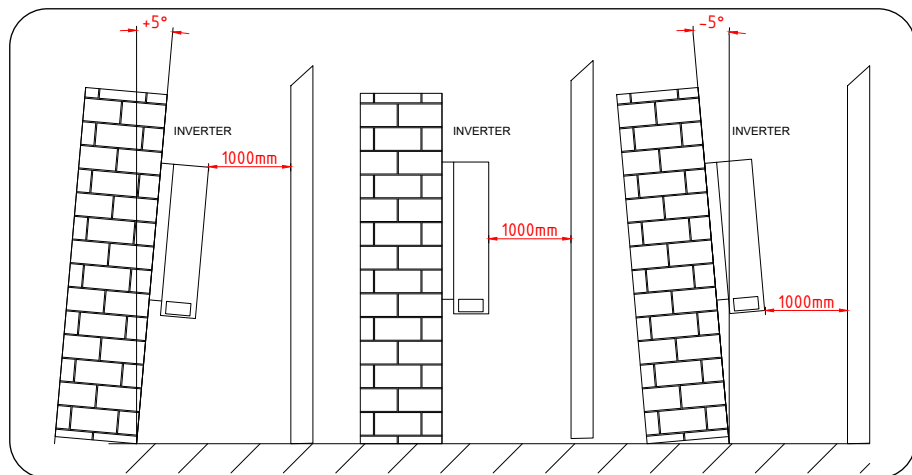 +5°
-5°
INVERTER
INVERTER
INVERTER
1000mm
1000mm
1000mm